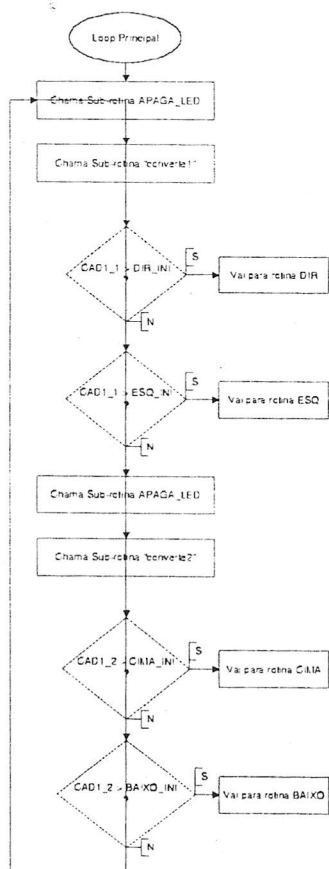 Loop Principal
Chama Sub-rotina APAGA_LED
Chama Sub-rotina "converte1"
CAD1_1 > DIR_INI
S
Vai para rotina DIR
N
CAD1_1 > ESQ_INI
S
Vai para rotina ESQ
N
Chama Sub-rotina APAGA_LED
Chama Sub-rotina "converte2"
CAD1_2 CIMA_INI
S
Vai para rotina CIMA
N
CAD1_2 > BAIXO_INI
S
Vai para rotina BAIXO
N